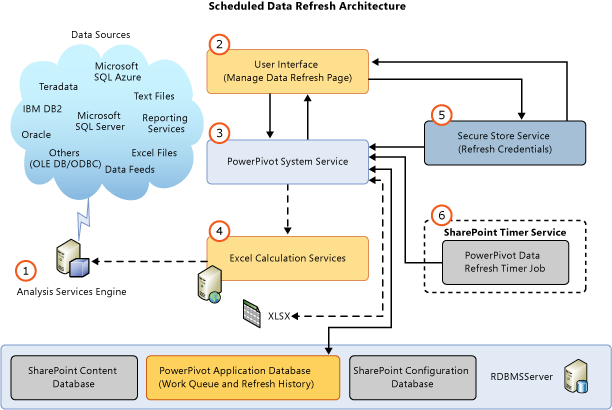 Scheduled Data Refresh Architecture
Data Sources
Microsoft
SQL Azure
Teradata
Text Files
IBM DB2
Microsoft
SQL Server
Reporting
Services
Oracle
Others
(OLE DB/ODBC)
Excel Files
Data Feeds
1
Analysis Services Engine
2
User Interface
(Manage Data Refresh Page)
3
PowerPivot System Service
4
Excel Calculation Services
XLSX
5
Secure Store Service
(Refresh Credentials)
6
SharePoint Timer Service
PowerPivot Data
Refresh Timer Job
SharePoint Content
Database
PowerPivot Application Database
(Work Queue and Refresh History)
SharePoint Configuration
Database
RDBMSServer